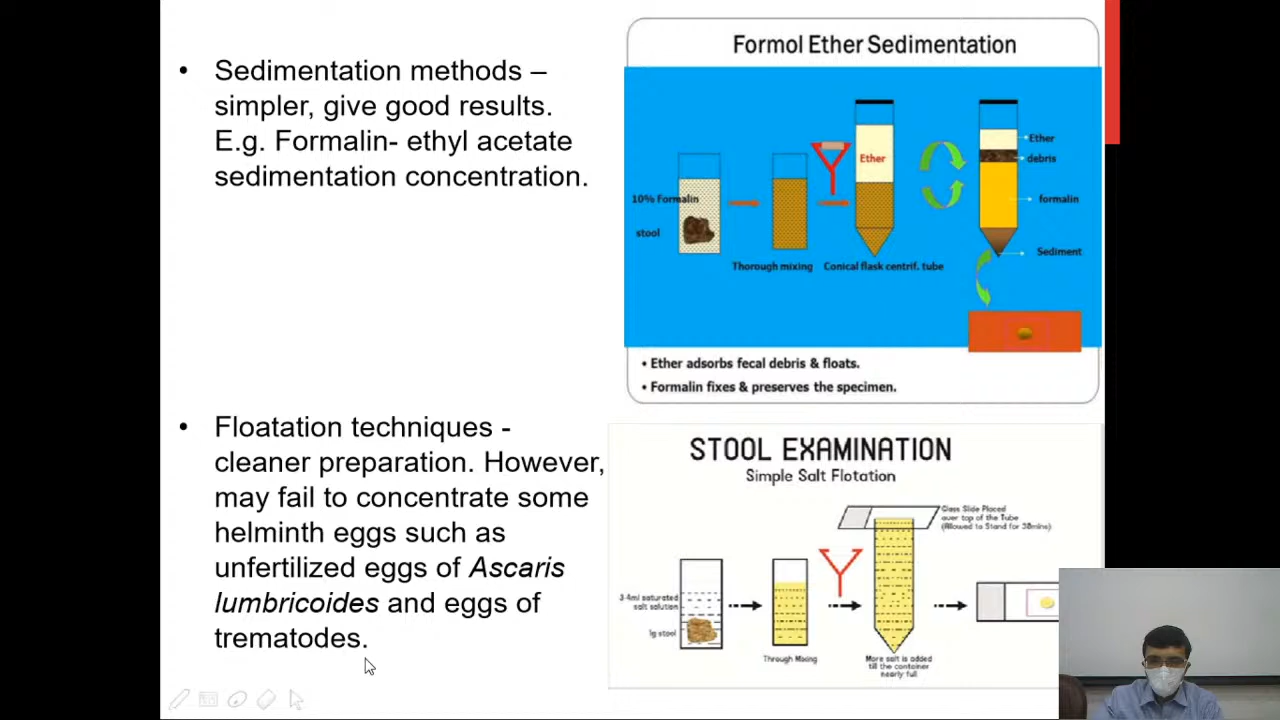 • Sedimentation methods –
simpler, give good results.
E.g. Formalin- ethyl acetate
sedimentation concentration.
Formol Ether Sedimentation
10% Formalin
stool
Thorough mixing
Ether
Conical flask centrif. tube
Ether
debris
formalin
Sediment
• Ether adsorbs fecal debris & floats.
• Formalin fixes & preserves the specimen.
• Floatation techniques -
cleaner preparation. However,
may fail to concentrate some
helminth eggs such as
unfertilized eggs of Ascaris
lumbricoides and eggs of
trematodes.
STOOL EXAMINATION
Simple Salt Flotation
3-4ml saturated
salt solution
1g stool
Through Mixing
Glass Slide Placed
over top of the Tube
(Allowed to Stand for 30mins)
More salt is added
till the container
nearly full